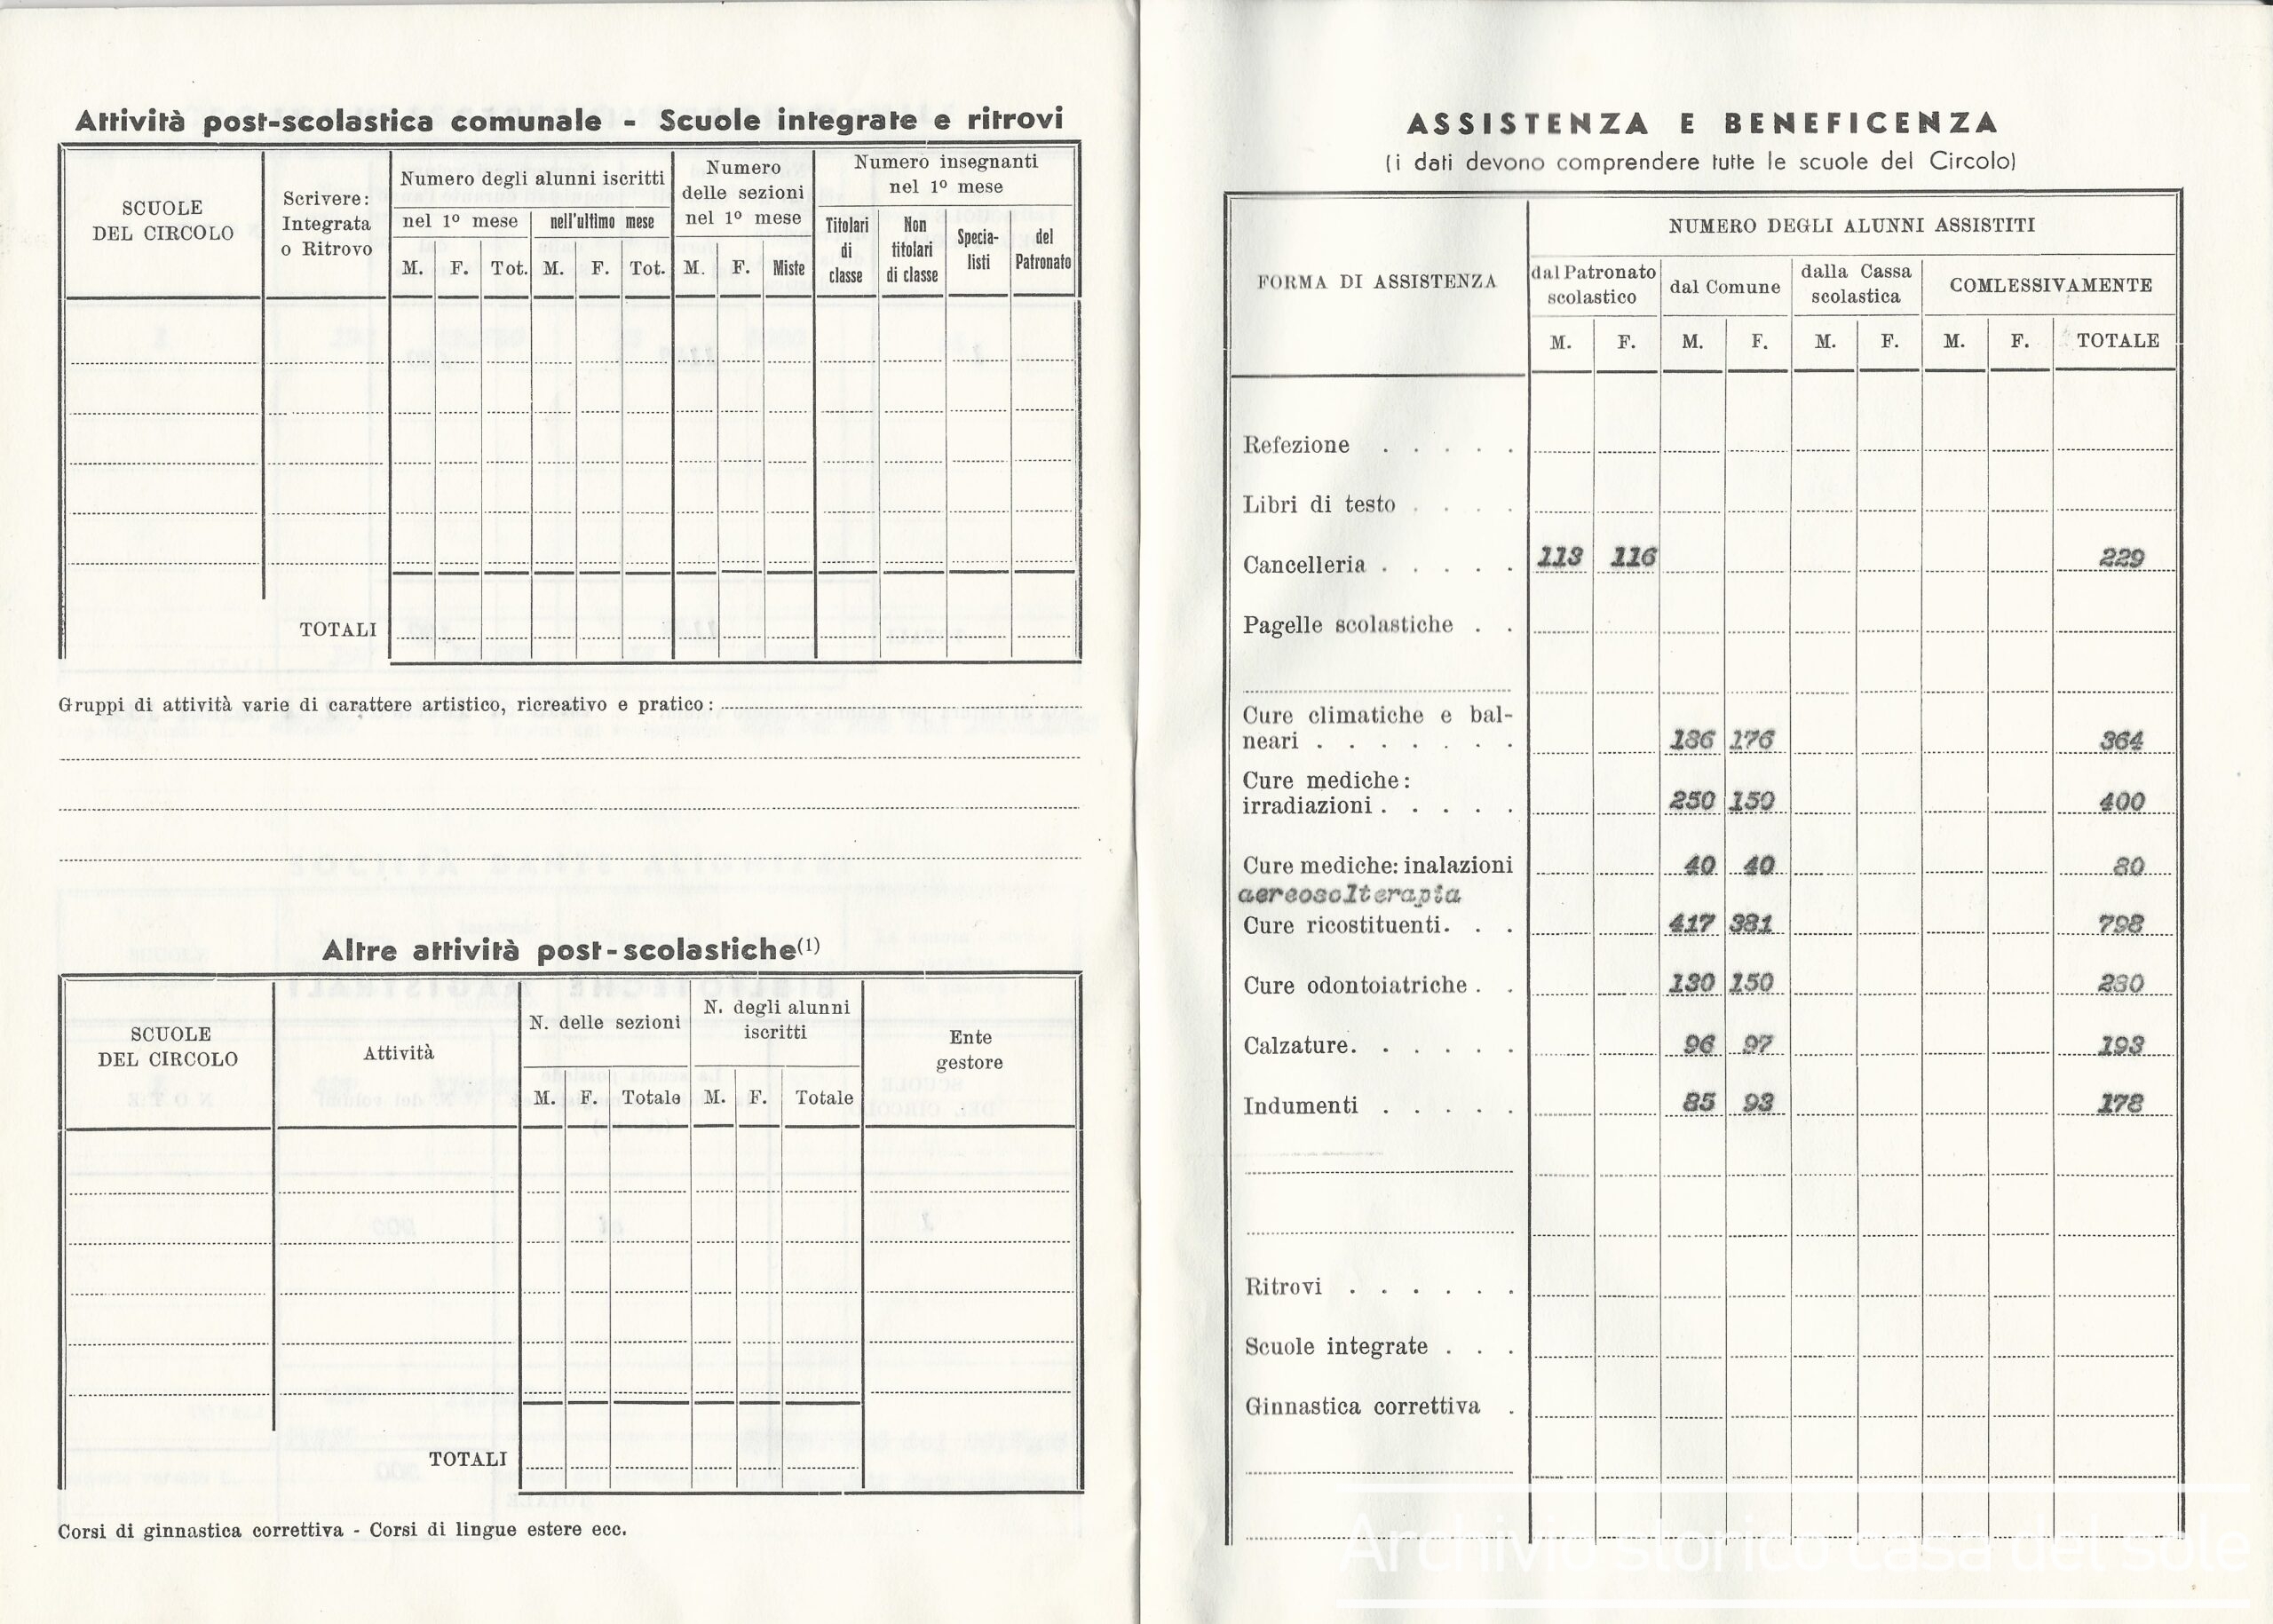 Attività post-scolastica comunale - Scuole integrate e ritrovi
SCUOLE
DEL CIRCOLO
Scrivere:
Integrata
o Ritrovo
Numero degli alunni iscritti
nel 1º mese
nell'ultimo mese
M. F. Tot. M. F. Tot.
Numero
delle sezioni
nel 1º mese
M. F. Miste
Numero insegnanti
nel 1º mese
Titolari
di
classe
Non
titolari
di classe
Specia-
listi
del
Patronato
TOTALI
Gruppi di attività varie di carattere artistico, ricreativo e pratico:
Altre attività post-scolastiche(1)
SCUOLE
DEL CIRCOLO
Attività
N. delle sezioni
M. F. Totale
N. degli alunni
iscritti
M. F. Totale
Ente
gestore
TOTALI
Corsi di ginnastica correttiva - Corsi di lingue estere ecc.
ASSISTENZA E BENEFICENZA
(i dati devono comprendere tutte le scuole del Circolo)
FORMA DI ASSISTENZA
NUMERO DEGLI ALUNNI ASSISTITI
dal Patronato
scolastico
dal Comune
dalla Cassa
scolastica
COMLESSIVAMENTE
M. F. M. F. M. F. M. F. TOTALE
Refezione . . . . .
Libri di testo . . . .
Cancelleria . . . . . 113 116 229
Pagelle scolastiche . .
Cure climatiche e bal-
neari . . . . . . . 186 176 364
Cure mediche:
irradiazioni . . . . . 250 150 400
Cure mediche: inalazioni 40 40 80
aereosolterapia
Cure ricostituenti. . . 417 381 798
Cure odontoiatriche . . 130 150 280
Calzature. . . . . . 96 97 193
Indumenti . . . . . 85 93 178
Ritrovi . . . . . .
Scuole integrate . . .
Ginnastica correttiva .
Archivio storico casa del sole